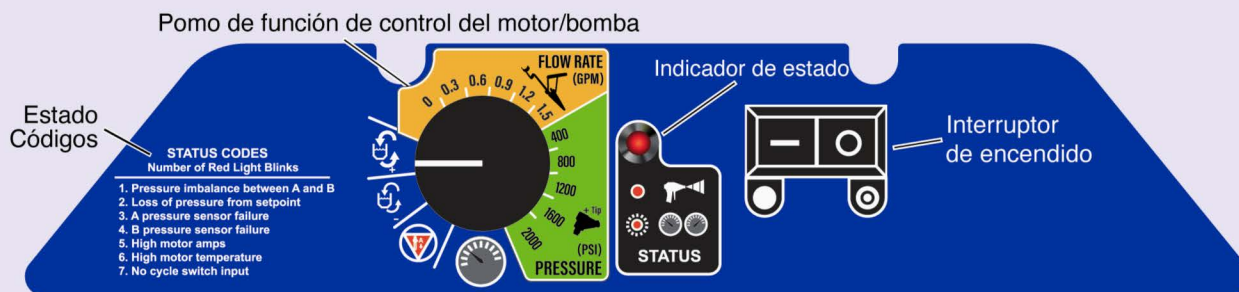 Pomo de función de control del motor/bomba
FLOW RATE
(GPM)
0 0.3 0.6 0.9 1.2 1.5
Indicador de estado
Estado
Códigos
Interruptor
de encendido
STATUS CODES
Number of Red Light Blinks
1. Pressure imbalance between A and B
2. Loss of pressure from setpoint
3. A pressure sensor failure
4. B pressure sensor failure
5. High motor amps
6. High motor temperature
7. No cycle switch input
400
800
1200
1600
2000
+ Tip
(PSI)
PRESSURE
STATUS